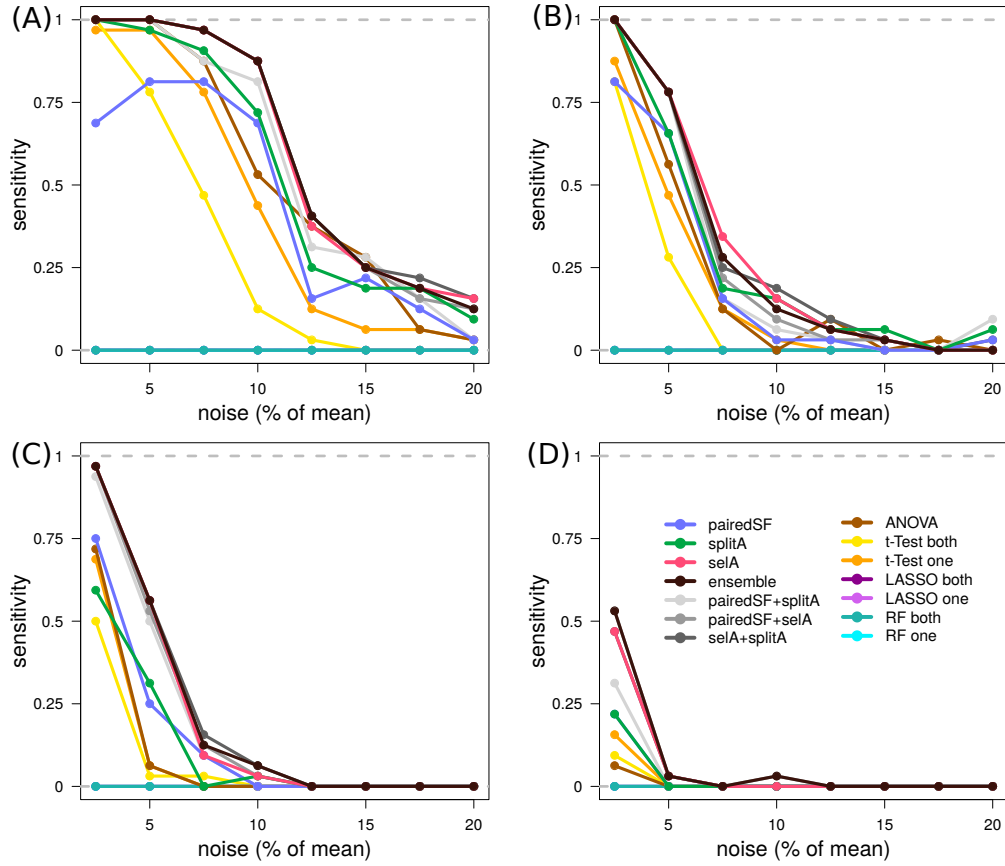 (A)
1
0.75
0.5
0.25
0
sensitivity
5
10
15
20
noise (% of mean)
(B)
1
0.75
0.5
0.25
0
sensitivity
5
10
15
20
noise (% of mean)
(C)
1
0.75
0.5
0.25
0
sensitivity
5
10
15
20
noise (% of mean)
(D)
1
0.75
0.5
0.25
0
sensitivity
pairedSF
splitA
selA
ensemble
pairedSF+splitA
pairedSF+selA
selA+splitA
ANOVA
t-Test both
t-Test one
LASSO both
LASSO one
RF both
RF one
5
10
15
20
noise (% of mean)